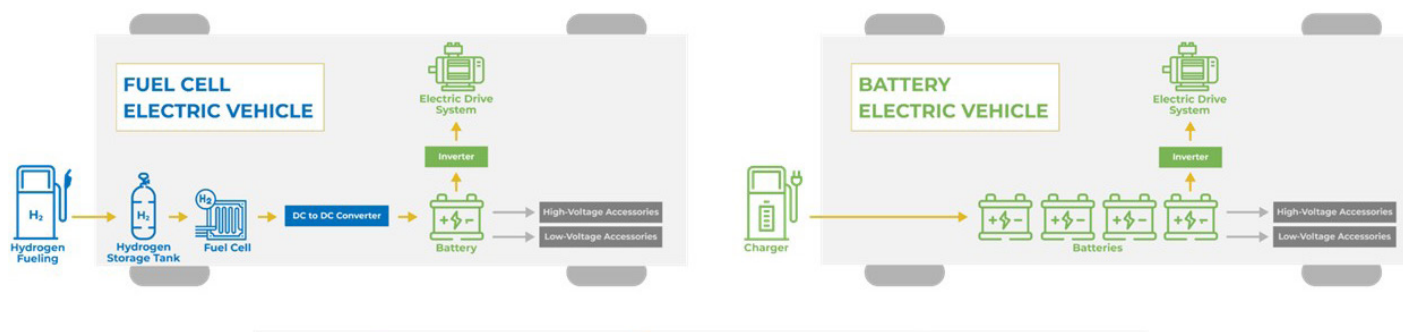 FUEL CELL
ELECTRIC VEHICLE
Electric Drive
System
Inverter
H₂
Hydrogen
Fueling
H₂
Hydrogen
Storage Tank
H₂
Fuel Cell
DC to DC Converter
Battery
High-Voltage Accessories
Low-Voltage Accessories
BATTERY
ELECTRIC VEHICLE
Electric Drive
System
Inverter
Charger
Batteries
High-Voltage Accessories
Low-Voltage Accessories